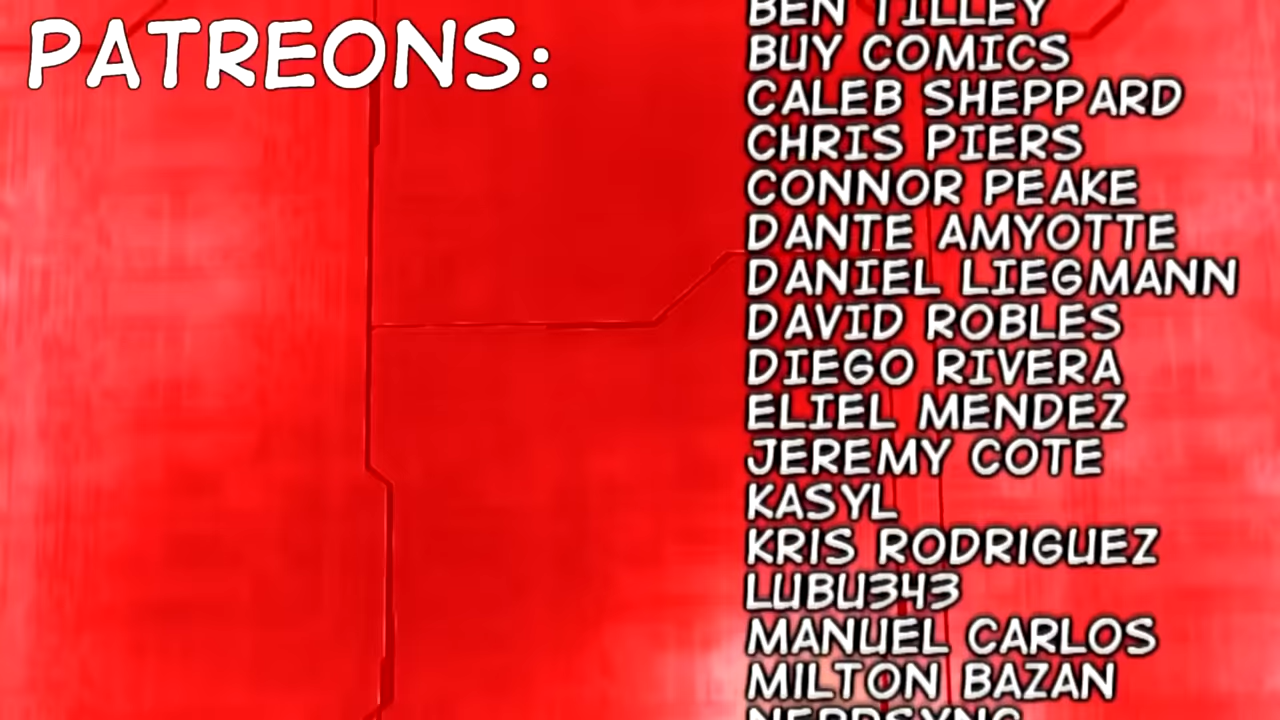 PATREONS:
BEN TILLEY
BUY COMICS
CALEB SHEPPARD
CHRIS PIERS
CONNOR PEAKE
DANTE AMYOTTE
DANIEL LIEGMANN
DAVID ROBLES
DIEGO RIVERA
ELIEL MENDEZ
JEREMY COTE
KASYL
KRIS RODRIGUEZ
LUBU343
MANUEL CARLOS
MILTON BAZAN
NERDSYNC